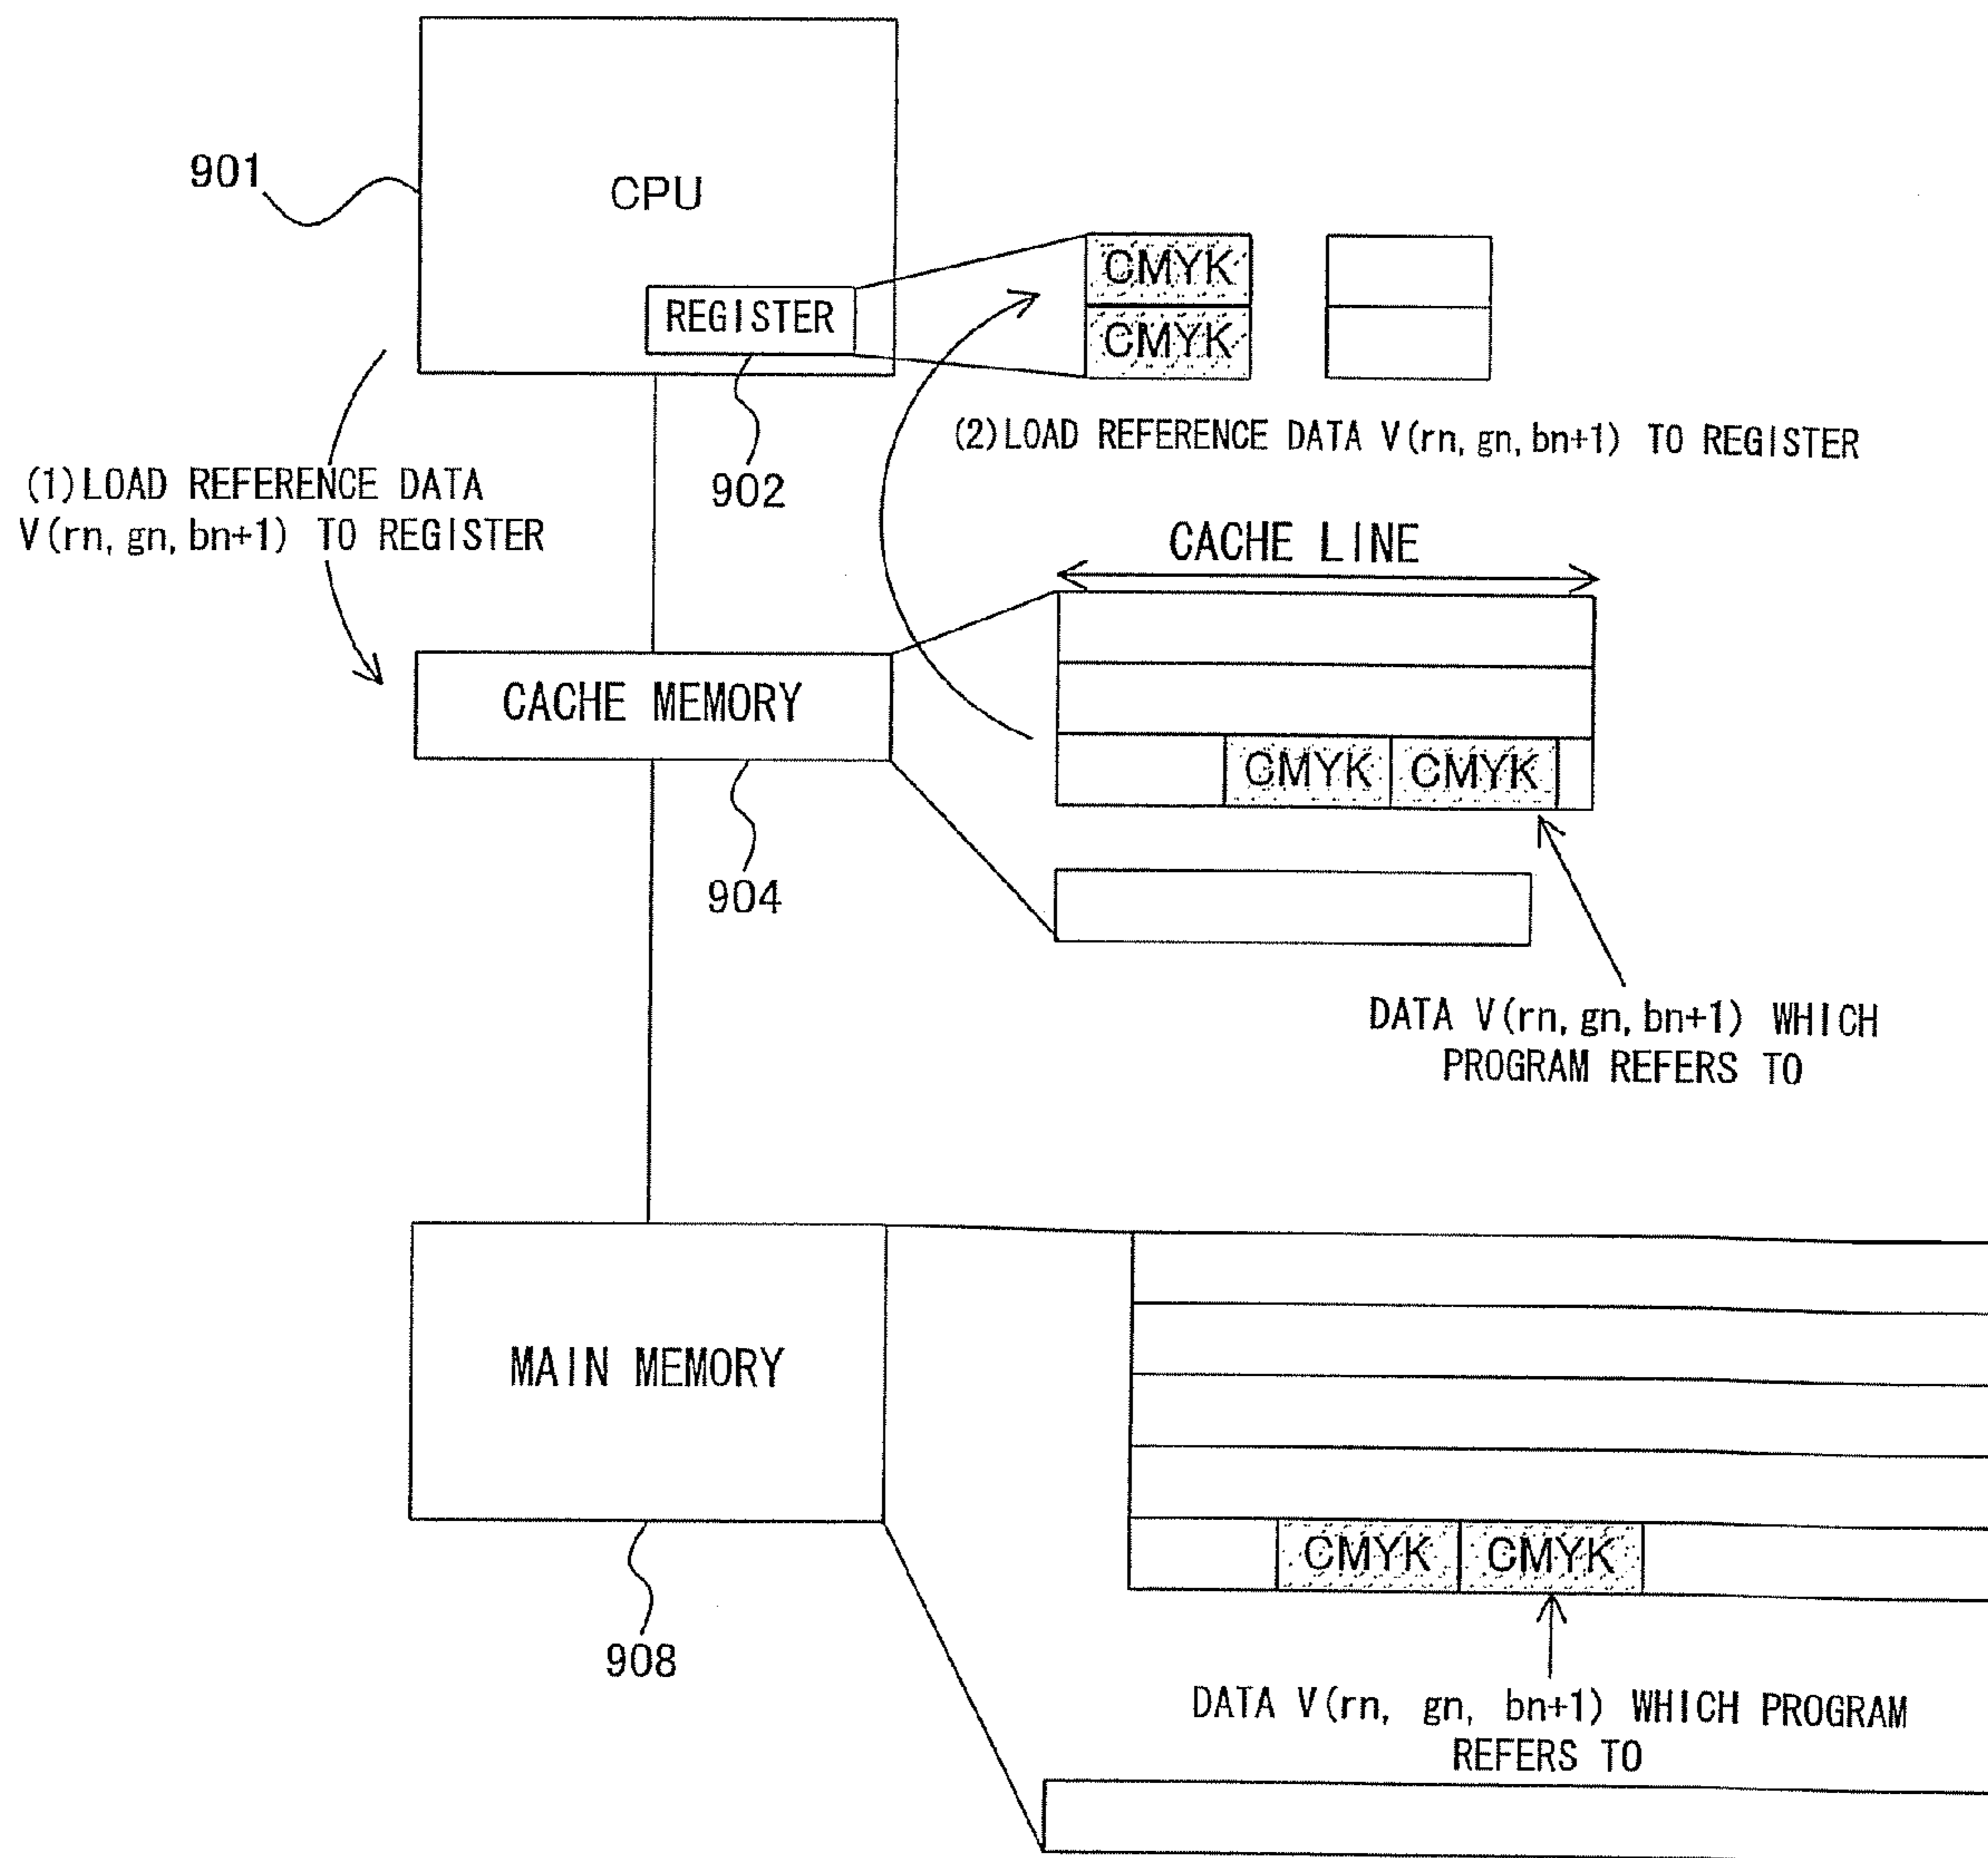 901
CPU
REGISTER
CMYK
CMYK
902
(1)LOAD REFERENCE DATA
V(rn, gn, bn+1) TO REGISTER
(2)LOAD REFERENCE DATA V(rn, gn, bn+1) TO REGISTER
CACHE LINE
CACHE MEMORY
CMYK CMYK
904
DATA V(rn, gn, bn+1) WHICH
PROGRAM REFERS TO
MAIN MEMORY
CMYK CMYK
908
DATA V(rn, gn, bn+1) WHICH PROGRAM
REFERS TO